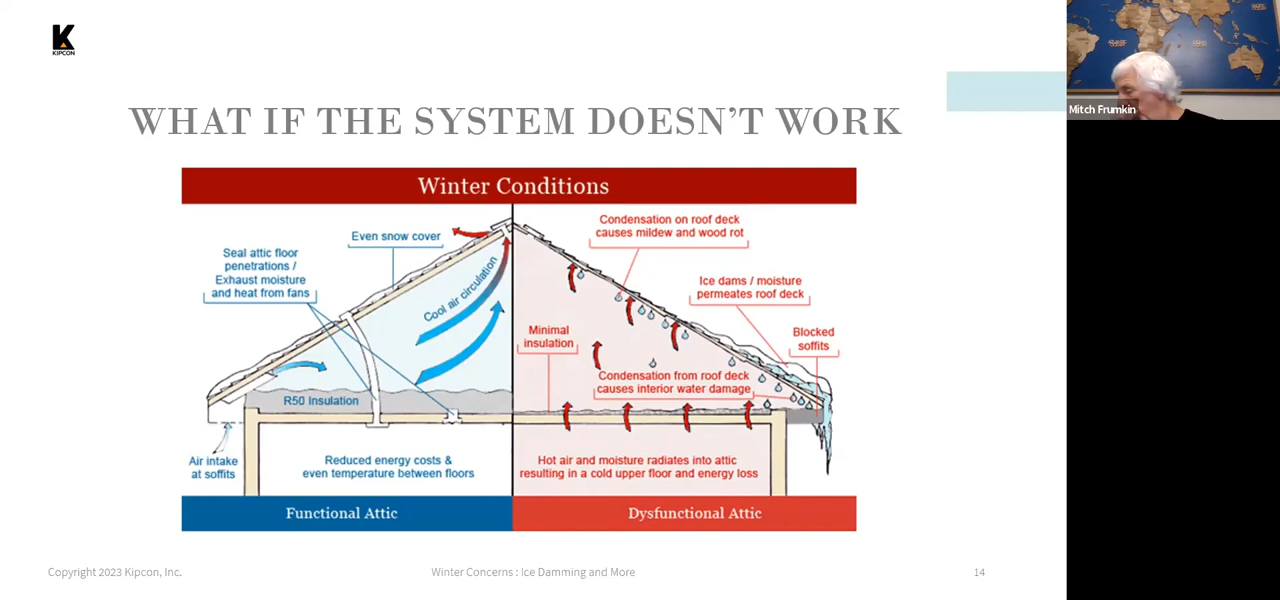 K
KIPCON
Mitch Frumkin
WHAT IF THE SYSTEM DOESN'T WORK
Winter Conditions
Seal attic floor
penetrations /
Exhaust moisture
and heat from fans
Even snow cover
Cool air circulation
R50 Insulation
Air intake
at soffits
Reduced energy costs &
even temperature between floors
Condensation on roof deck
causes mildew and wood rot
Ice dams / moisture
permeates roof deck
Blocked
soffits
Minimal
insulation
Condensation from roof deck
causes interior water damage
Hot air and moisture radiates into attic
resulting in a cold upper floor and energy loss
Functional Attic
Dysfunctional Attic
Copyright 2023 Kipcon, Inc.
Winter Concerns : Ice Damming and More
14